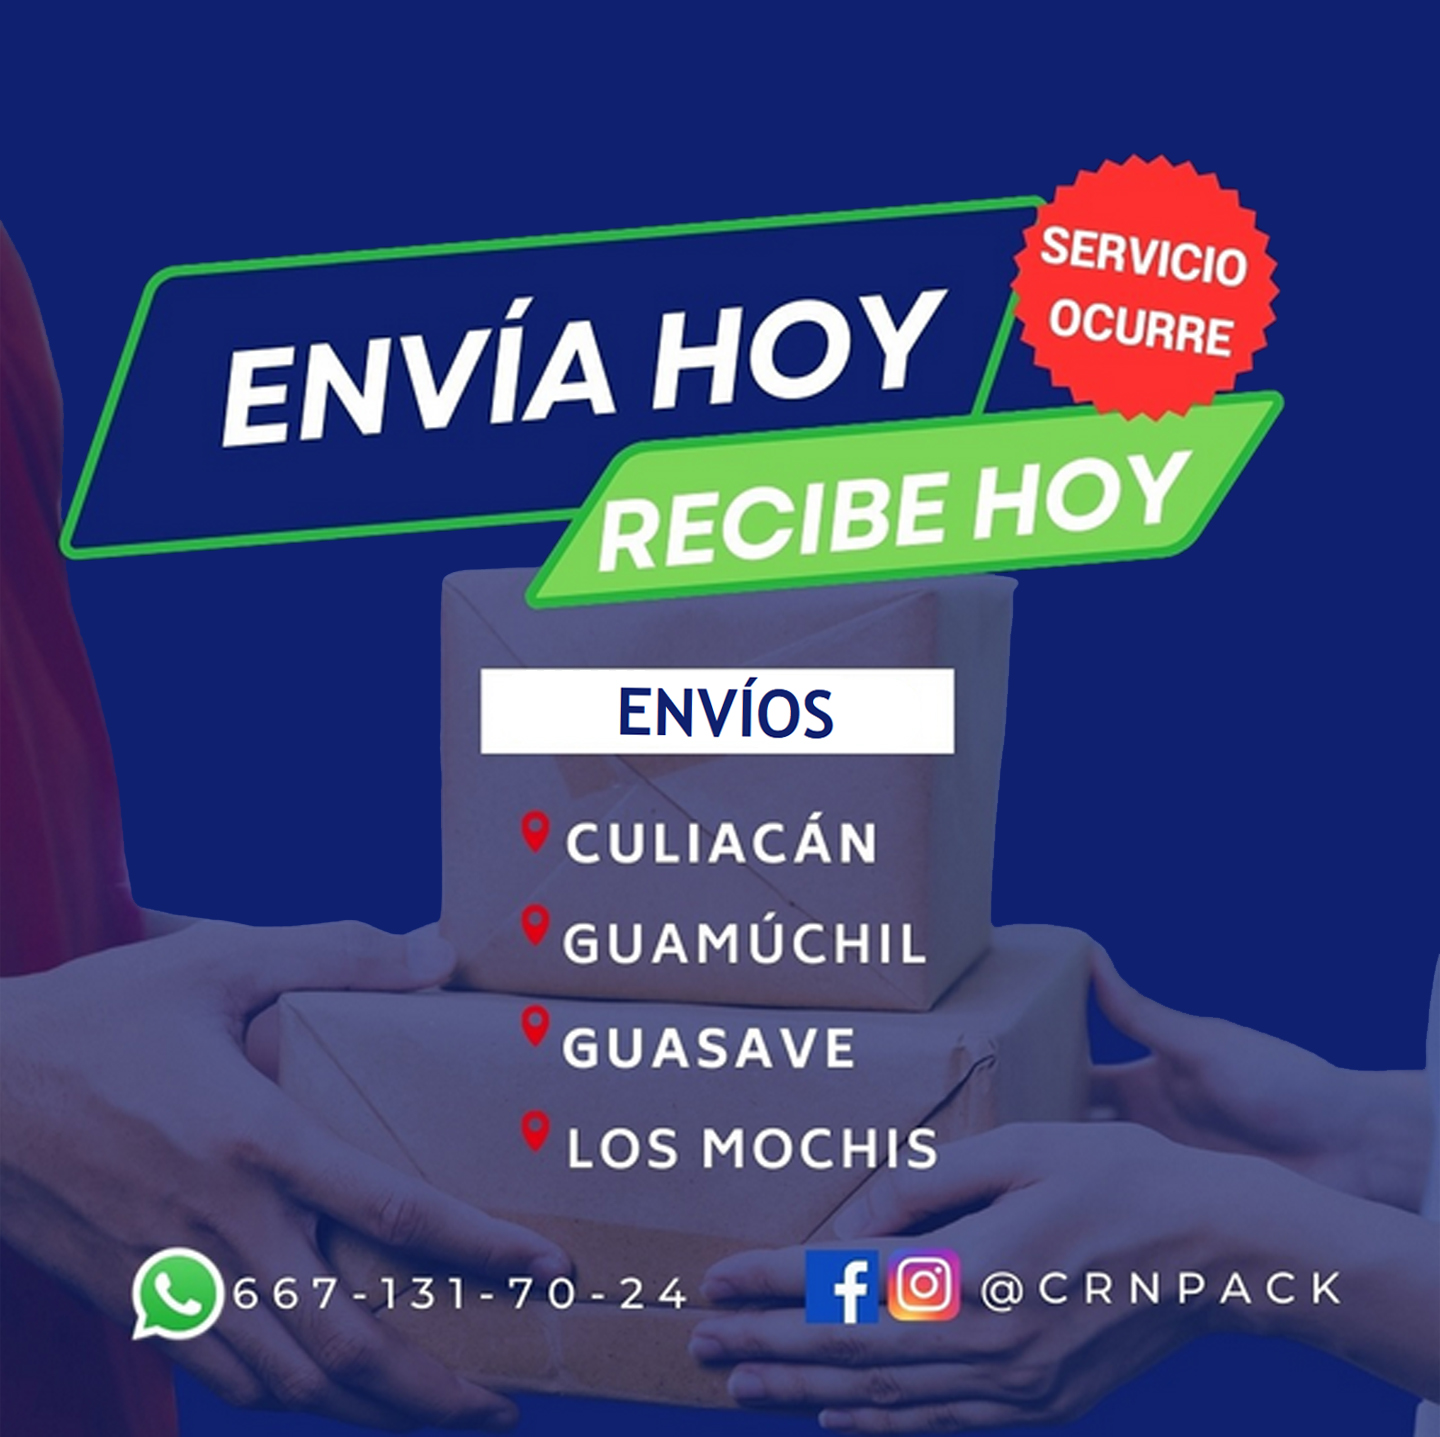 SERVICIO
OCURRE
ENVÍA HOY
RECIBE HOY
ENVÍOS
CULIACÁN
GUAMÚCHIL
GUASAVE
LOS MOCHIS
667-131-70-24
@CRNPACK